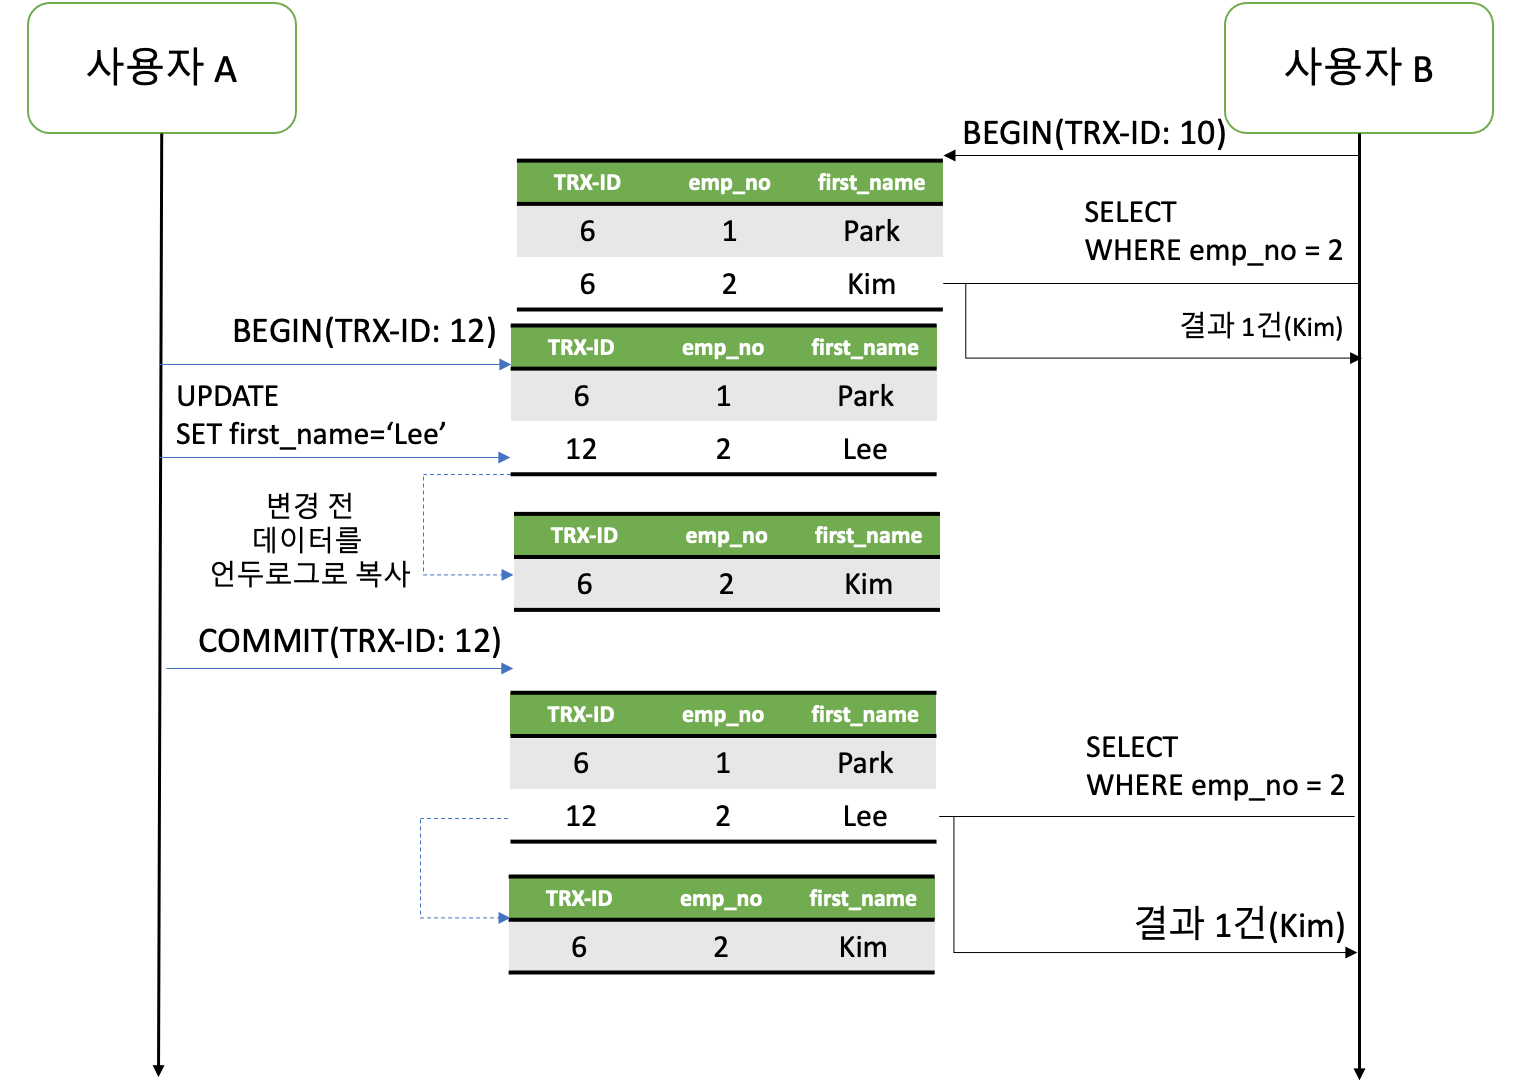 사용자 A
사용자 B
BEGIN(TRX-ID: 10)
TRX-ID emp_no first_name
6 1 Park
6 2 Kim
SELECT
WHERE emp_no = 2
결과 1건(Kim)
BEGIN(TRX-ID: 12)
TRX-ID emp_no first_name
6 1 Park
12 2 Lee
UPDATE
SET first_name=‘Lee’
변경 전
데이터를
언두로그로 복사
TRX-ID emp_no first_name
6 2 Kim
COMMIT(TRX-ID: 12)
TRX-ID emp_no first_name
6 1 Park
12 2 Lee
SELECT
WHERE emp_no = 2
TRX-ID emp_no first_name
6 2 Kim
결과 1건(Kim)